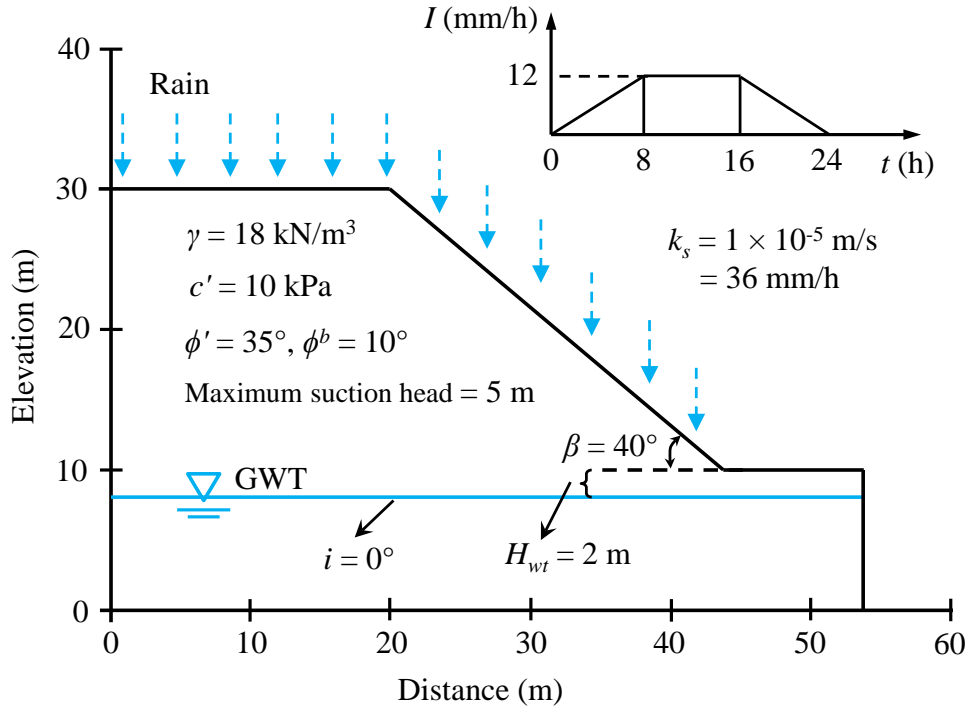 I (mm/h)
40
12
Rain
0
8
16
24
t (h)
30
γ = 18 kN/m³
k_s = 1 × 10⁻⁵ m/s
= 36 mm/h
c' = 10 kPa
Elevation (m)
20
ϕ' = 35°, ϕᵇ = 10°
Maximum suction head = 5 m
β = 40°
10
GWT
i = 0°
H_wt = 2 m
0
0
10
20
30
40
50
60
Distance (m)